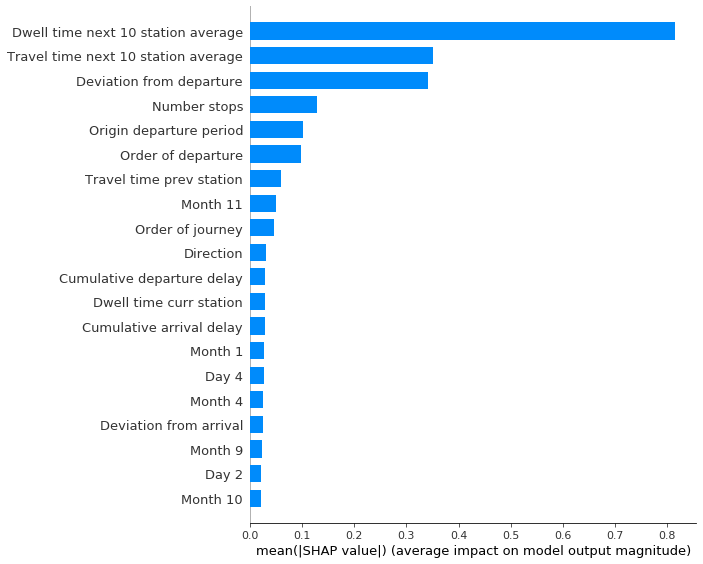 Dwell time next 10 station average
Travel time next 10 station average
Deviation from departure
Number stops
Origin departure period
Order of departure
Travel time prev station
Month 11
Order of journey
Direction
Cumulative departure delay
Dwell time curr station
Cumulative arrival delay
Month 1
Day 4
Month 4
Deviation from arrival
Month 9
Day 2
Month 10
0.0 0.1 0.2 0.3 0.4 0.5 0.6 0.7 0.8
mean(|SHAP value|) (average impact on model output magnitude)